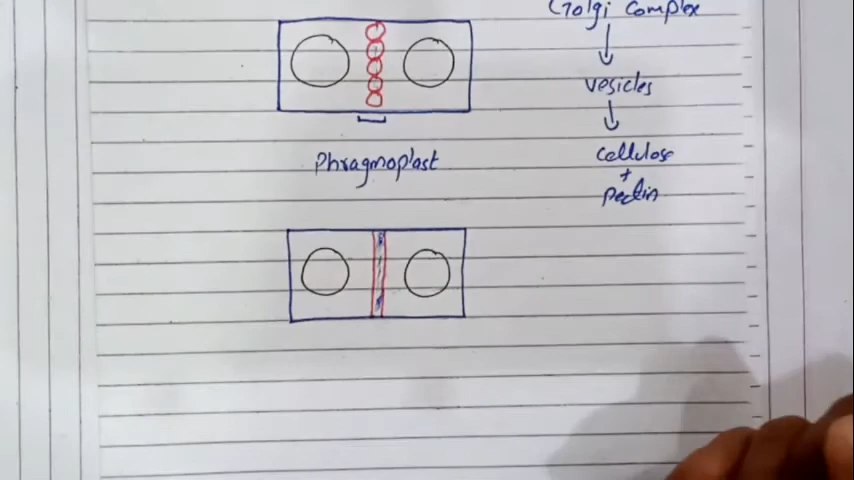 Golgi Complex
vesicles
Phragmoplast
cellulose
+
pectin